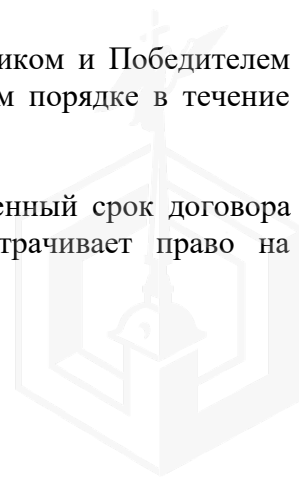 иком и Победителем
м порядке в течение
енный срок договора
трачивает право на